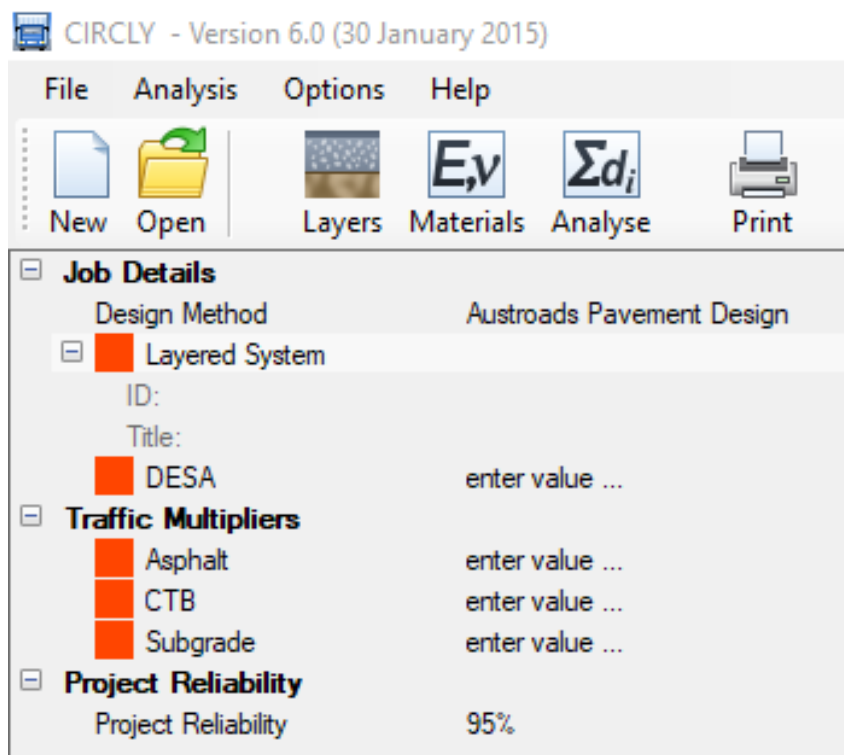 CIRCLY - Version 6.0 (30 January 2015)
File Analysis Options Help
E,v Σdi
New Open Layers Materials Analyse Print
Job Details
Design Method Austroads Pavement Design
Layered System
ID:
Title:
DESA enter value ...
Traffic Multipliers
Asphalt enter value ...
CTB enter value ...
Subgrade enter value ...
Project Reliability
Project Reliability 95%